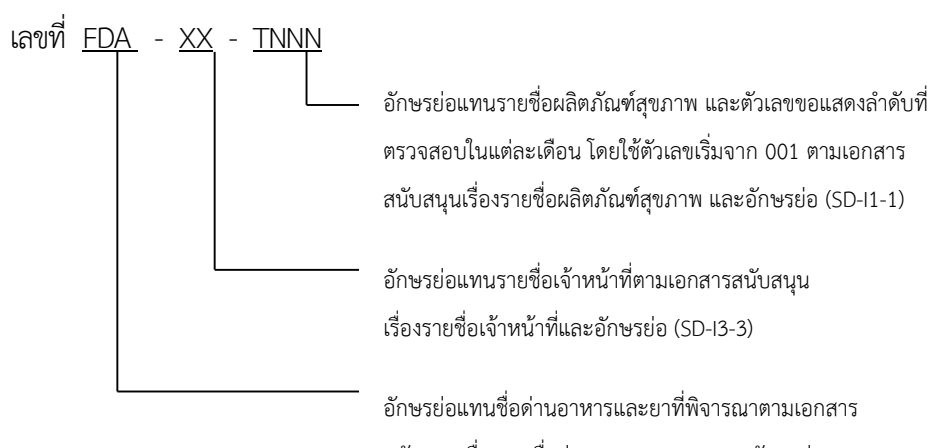 เลขที่ FDA - XX - TNNN
อักษรย่อแทนรายชื่อผลิตภัณฑ์สุขภาพ และตัวเลขขอแสดงลำดับที่
ตรวจสอบในแต่ละเดือน โดยใช้ตัวเลขเริ่มจาก 001 ตามเอกสาร
สนับสนุนเรื่องรายชื่อผลิตภัณฑ์สุขภาพ และอักษรย่อ (SD-I1-1)
อักษรย่อแทนรายชื่อเจ้าหน้าที่ตามเอกสารสนับสนุน
เรื่องรายชื่อเจ้าหน้าที่และอักษรย่อ (SD-I3-3)
อักษรย่อแทนชื่อด่านอาหารและยาที่พิจารณาตามเอกสาร